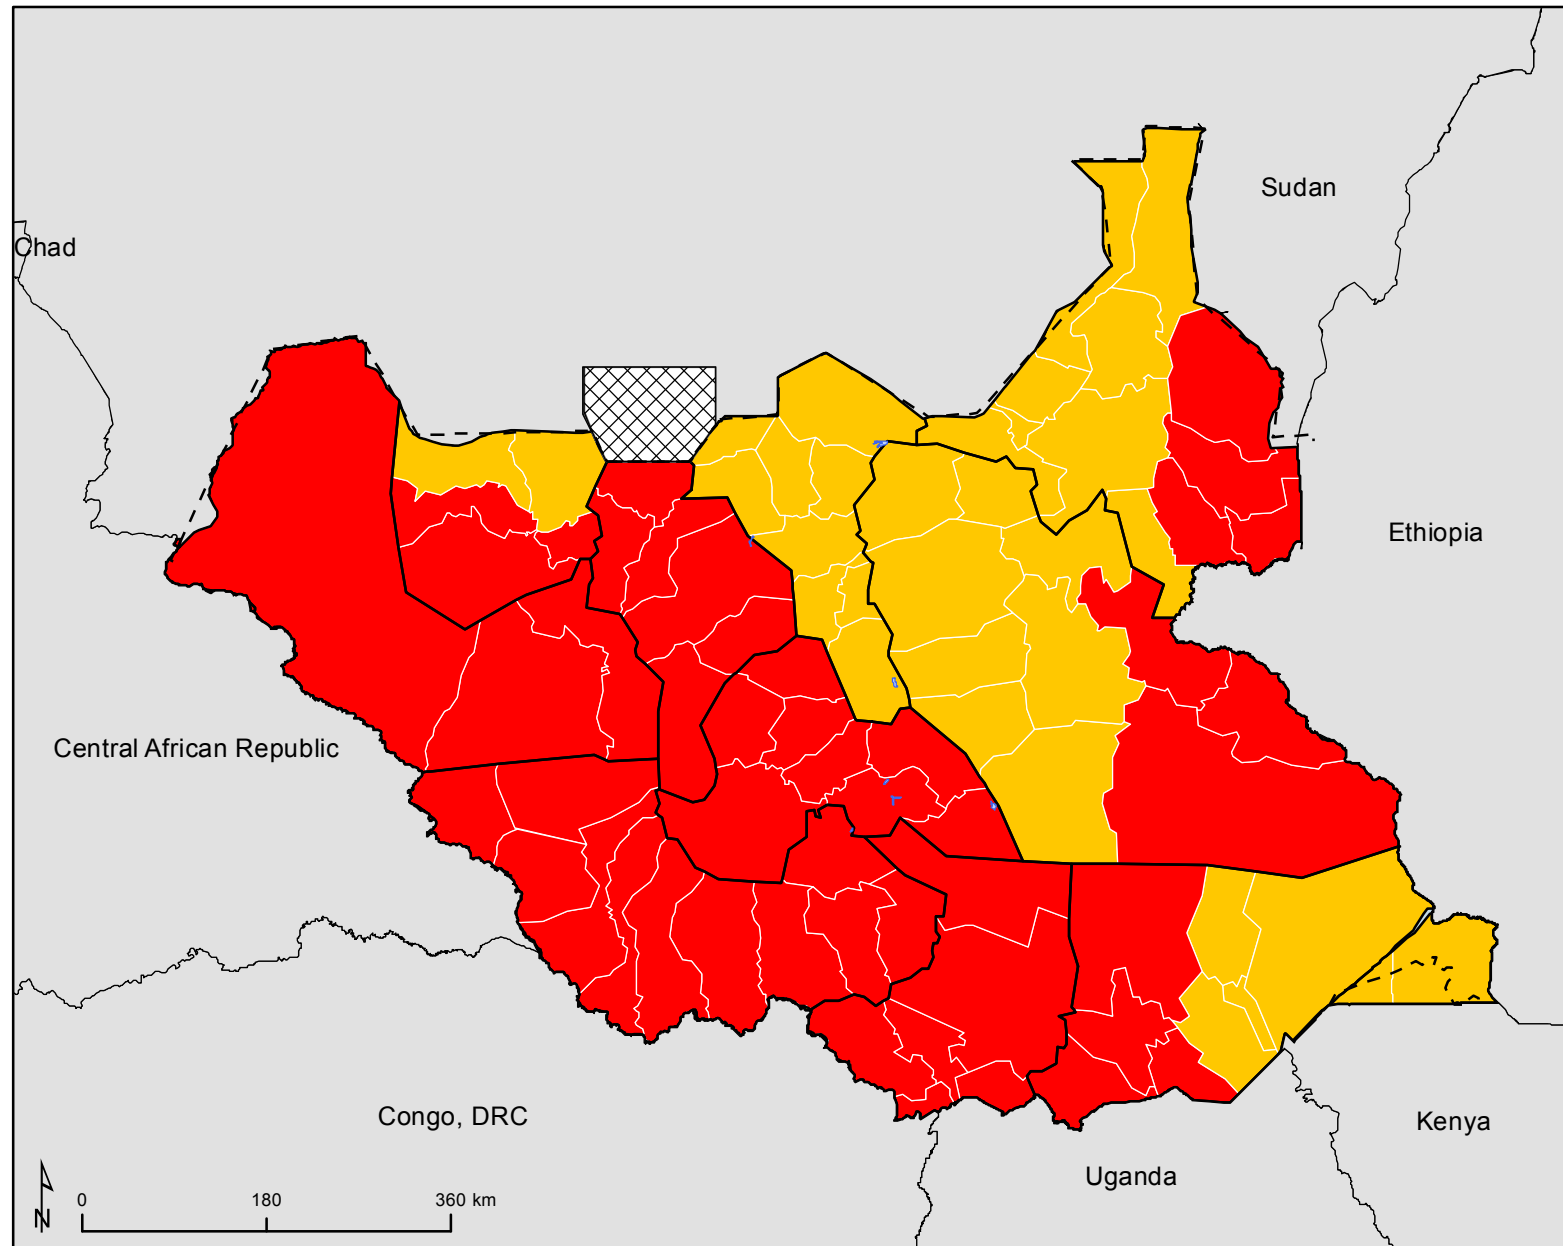 Sudan
Chad
Ethiopia
Central African Republic
Congo, DRC
Kenya
Uganda
N
0 180 360 km